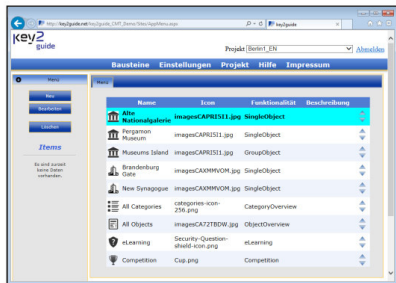 http://key2guide.net/key2guide_CMT_Demo/Sites/AppMenu.aspx
key2guide
key2
guide
Projekt Berlin1_EN Abmelden
Bausteine Einstellungen Projekt Hilfe Impressum
Menü
Neu
Bearbeiten
Löschen
Items
Es sind zurzeit
keine Daten
vorhanden.
Menü
Name Icon Funktionalität Beschreibung
Alte
Nationalgalerie imagesCAPRISI1.jpg SingleObject
Pergamon
Museum imagesCAPRISI1.jpg SingleObject
Museums Island imagesCAPRISI1.jpg GroupObject
Brandenburg
Gate imagesCAXMMVOM.jpg SingleObject
New Synagogue imagesCAXMMVOM.jpg SingleObject
All Categories categories-icon-
256.png CategoryOverview
All Objects imagesCA72TBDW.jpg ObjectOverview
eLearning Security-Question-
shield-icon.png eLearning
Competition Cup.png Competition